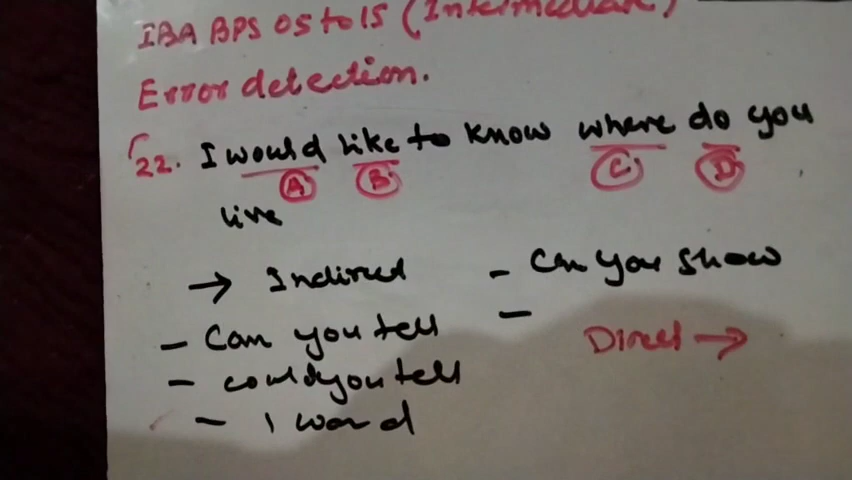 IBA BPS 05 to 15 (Intermediate)
Error detection.
22. I would like to know where do you
A B C D
live
→ Indirect - Can you show
- Can you tell -
- could you tell Direct →
- I